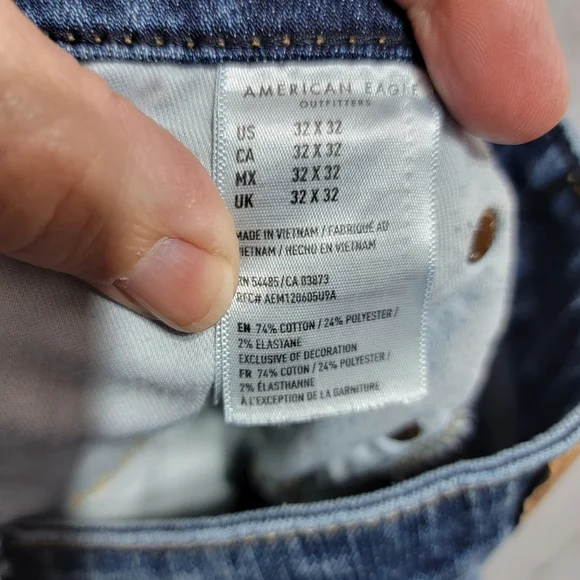 AMERICAN EAGLE
OUTFITTERS
US 32 X 32
CA 32 X 32
MX 32 X 32
UK 32 X 32
MADE IN VIETNAM / FABRIQUÉ AU
VIETNAM / HECHO EN VIETNAM
RN 54485/CA 03873
REC# AEM128605U9A
EN 74% COTTON / 24% POLYESTER /
2% ELASTANE
EXCLUSIVE OF DECORATION
FR 74% COTON / 24% POLYESTER /
2% ÉLASTHANNE
À L'EXCEPTION DE LA GARNITURE